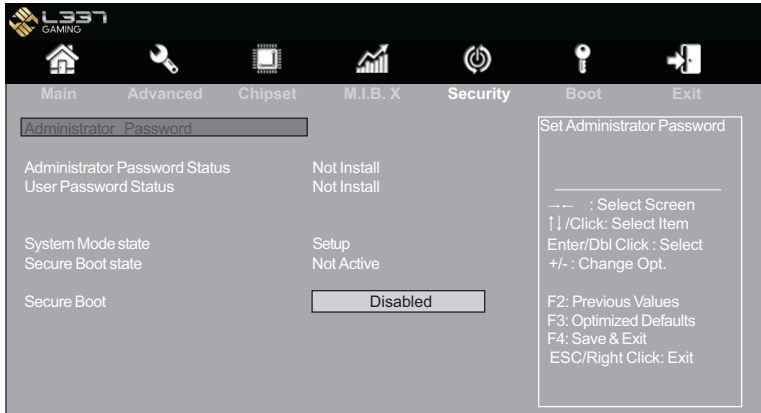 L337
GAMING
Main Advanced Chipset M.I.B. X Security Boot Exit
Administrator Password
Administrator Password Status Not Install
User Password Status Not Install
System Mode state Setup
Secure Boot state Not Active
Secure Boot Disabled
Set Administrator Password
→← : Select Screen
↑↓/Click: Select Item
Enter/Dbl Click : Select
+/- : Change Opt.
F2: Previous Values
F3: Optimized Defaults
F4: Save & Exit
ESC/Right Click: Exit